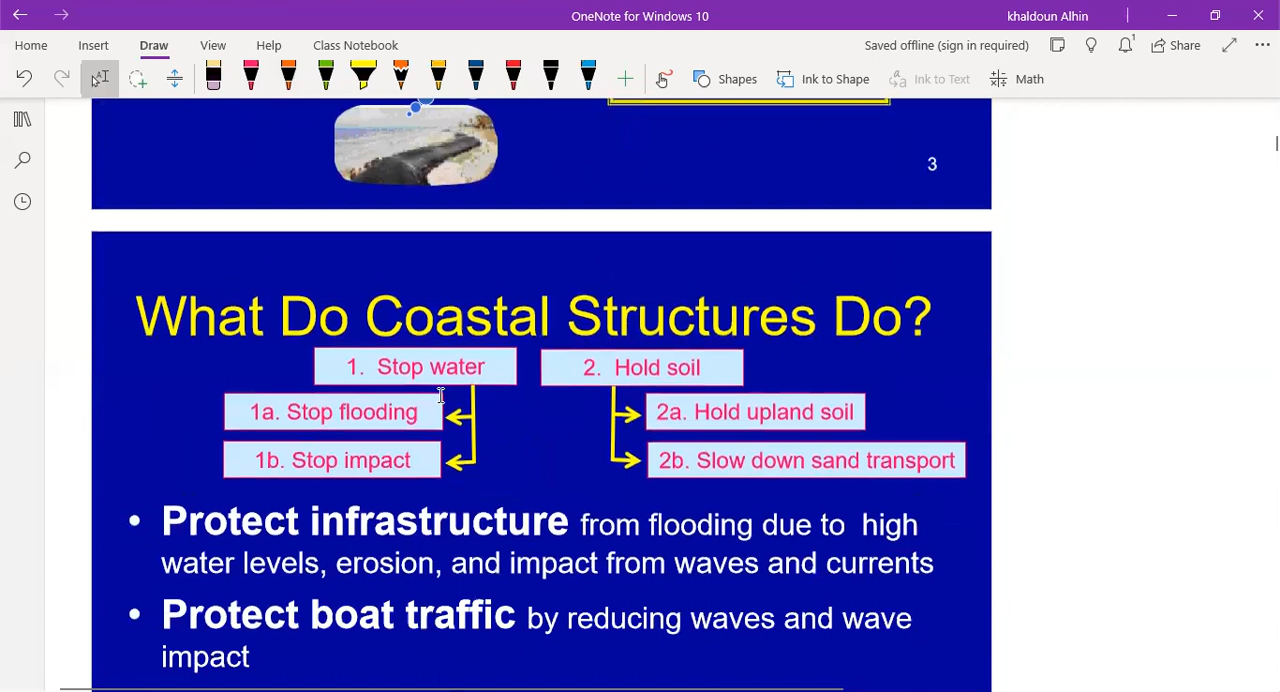 OneNote for Windows 10
khaldoun Alhin
Home Insert Draw View Help Class Notebook
Saved offline (sign in required)
1
Share
Shapes
Ink to Shape
Ink to Text
Math
3
What Do Coastal Structures Do?
1. Stop water
2. Hold soil
1a. Stop flooding
2a. Hold upland soil
1b. Stop impact
2b. Slow down sand transport
• Protect infrastructure from flooding due to high
water levels, erosion, and impact from waves and currents
• Protect boat traffic by reducing waves and wave
impact